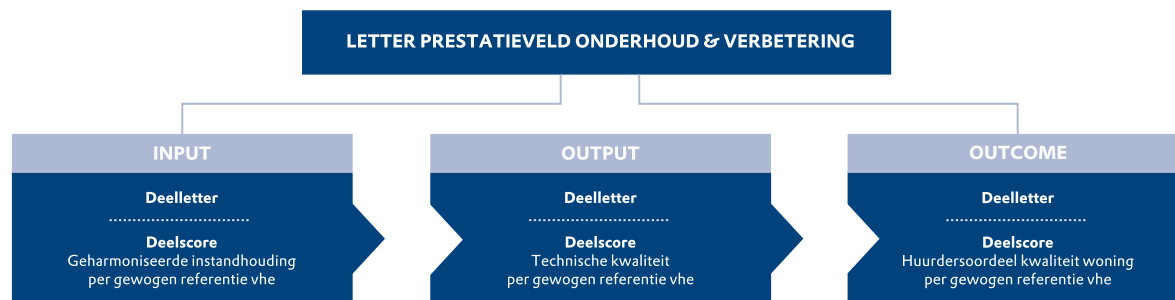 LETTER PRESTATIEVELD ONDERHOUD & VERBETERING
INPUT
Deelletter
Deelscore
Geharmoniseerde instandhouding
per gewogen referentie vhe
OUTPUT
Deelletter
Deelscore
Technische kwaliteit
per gewogen referentie vhe
OUTCOME
Deelletter
Deelscore
Huurdersoordeel kwaliteit woning
per gewogen referentie vhe